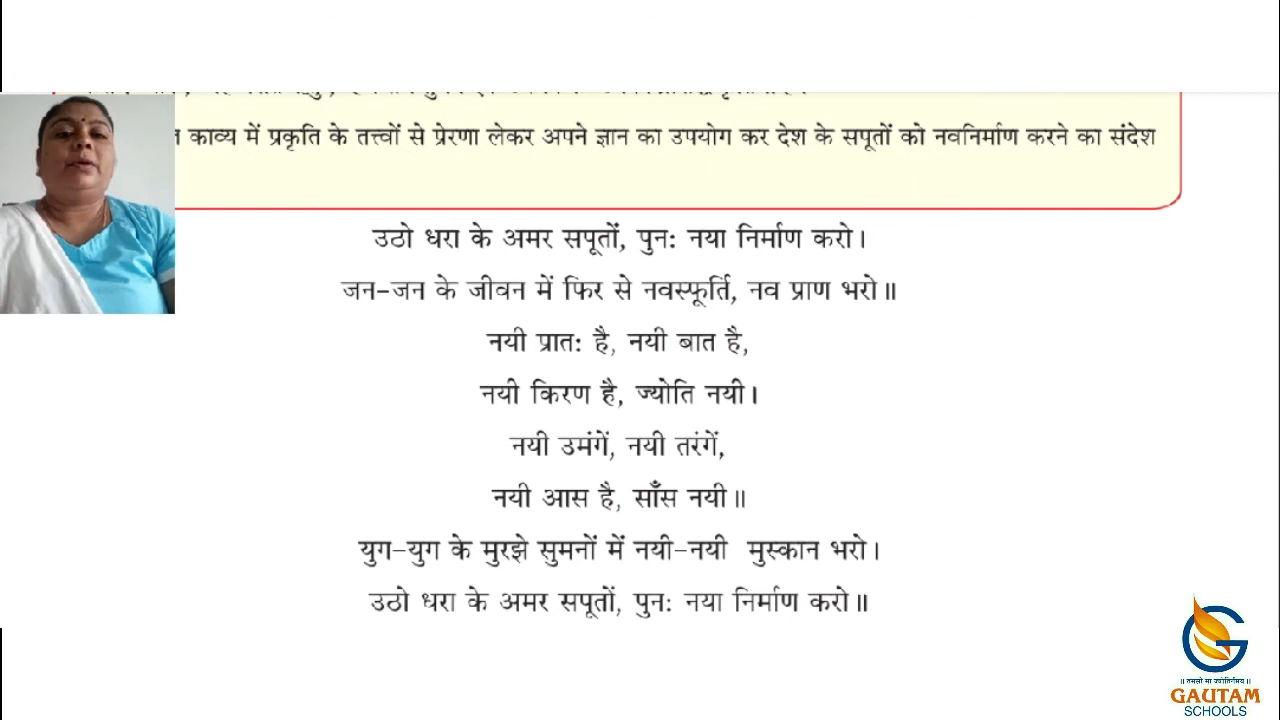 काव्य में प्रकृति के तत्त्वों से प्रेरणा लेकर अपने ज्ञान का उपयोग कर देश के सपूतों को नवनिर्माण करने का संदेश
उठो धरा के अमर सपूतों, पुनः नया निर्माण करो।
जन-जन के जीवन में फिर से नवस्फूर्ति, नव प्राण भरो॥
नयी प्रातः है, नयी बात है,
नयी किरण है, ज्योति नयी।
नयी उमंगें, नयी तरंगें,
नयी आस है, साँस नयी॥
युग-युग के मुरझे सुमनों में नयी-नयी मुस्कान भरो।
उठो धरा के अमर सपूतों, पुनः नया निर्माण करो॥
॥ तमसो मा ज्योतिर्गमय॥
GAUTAM
SCHOOLS